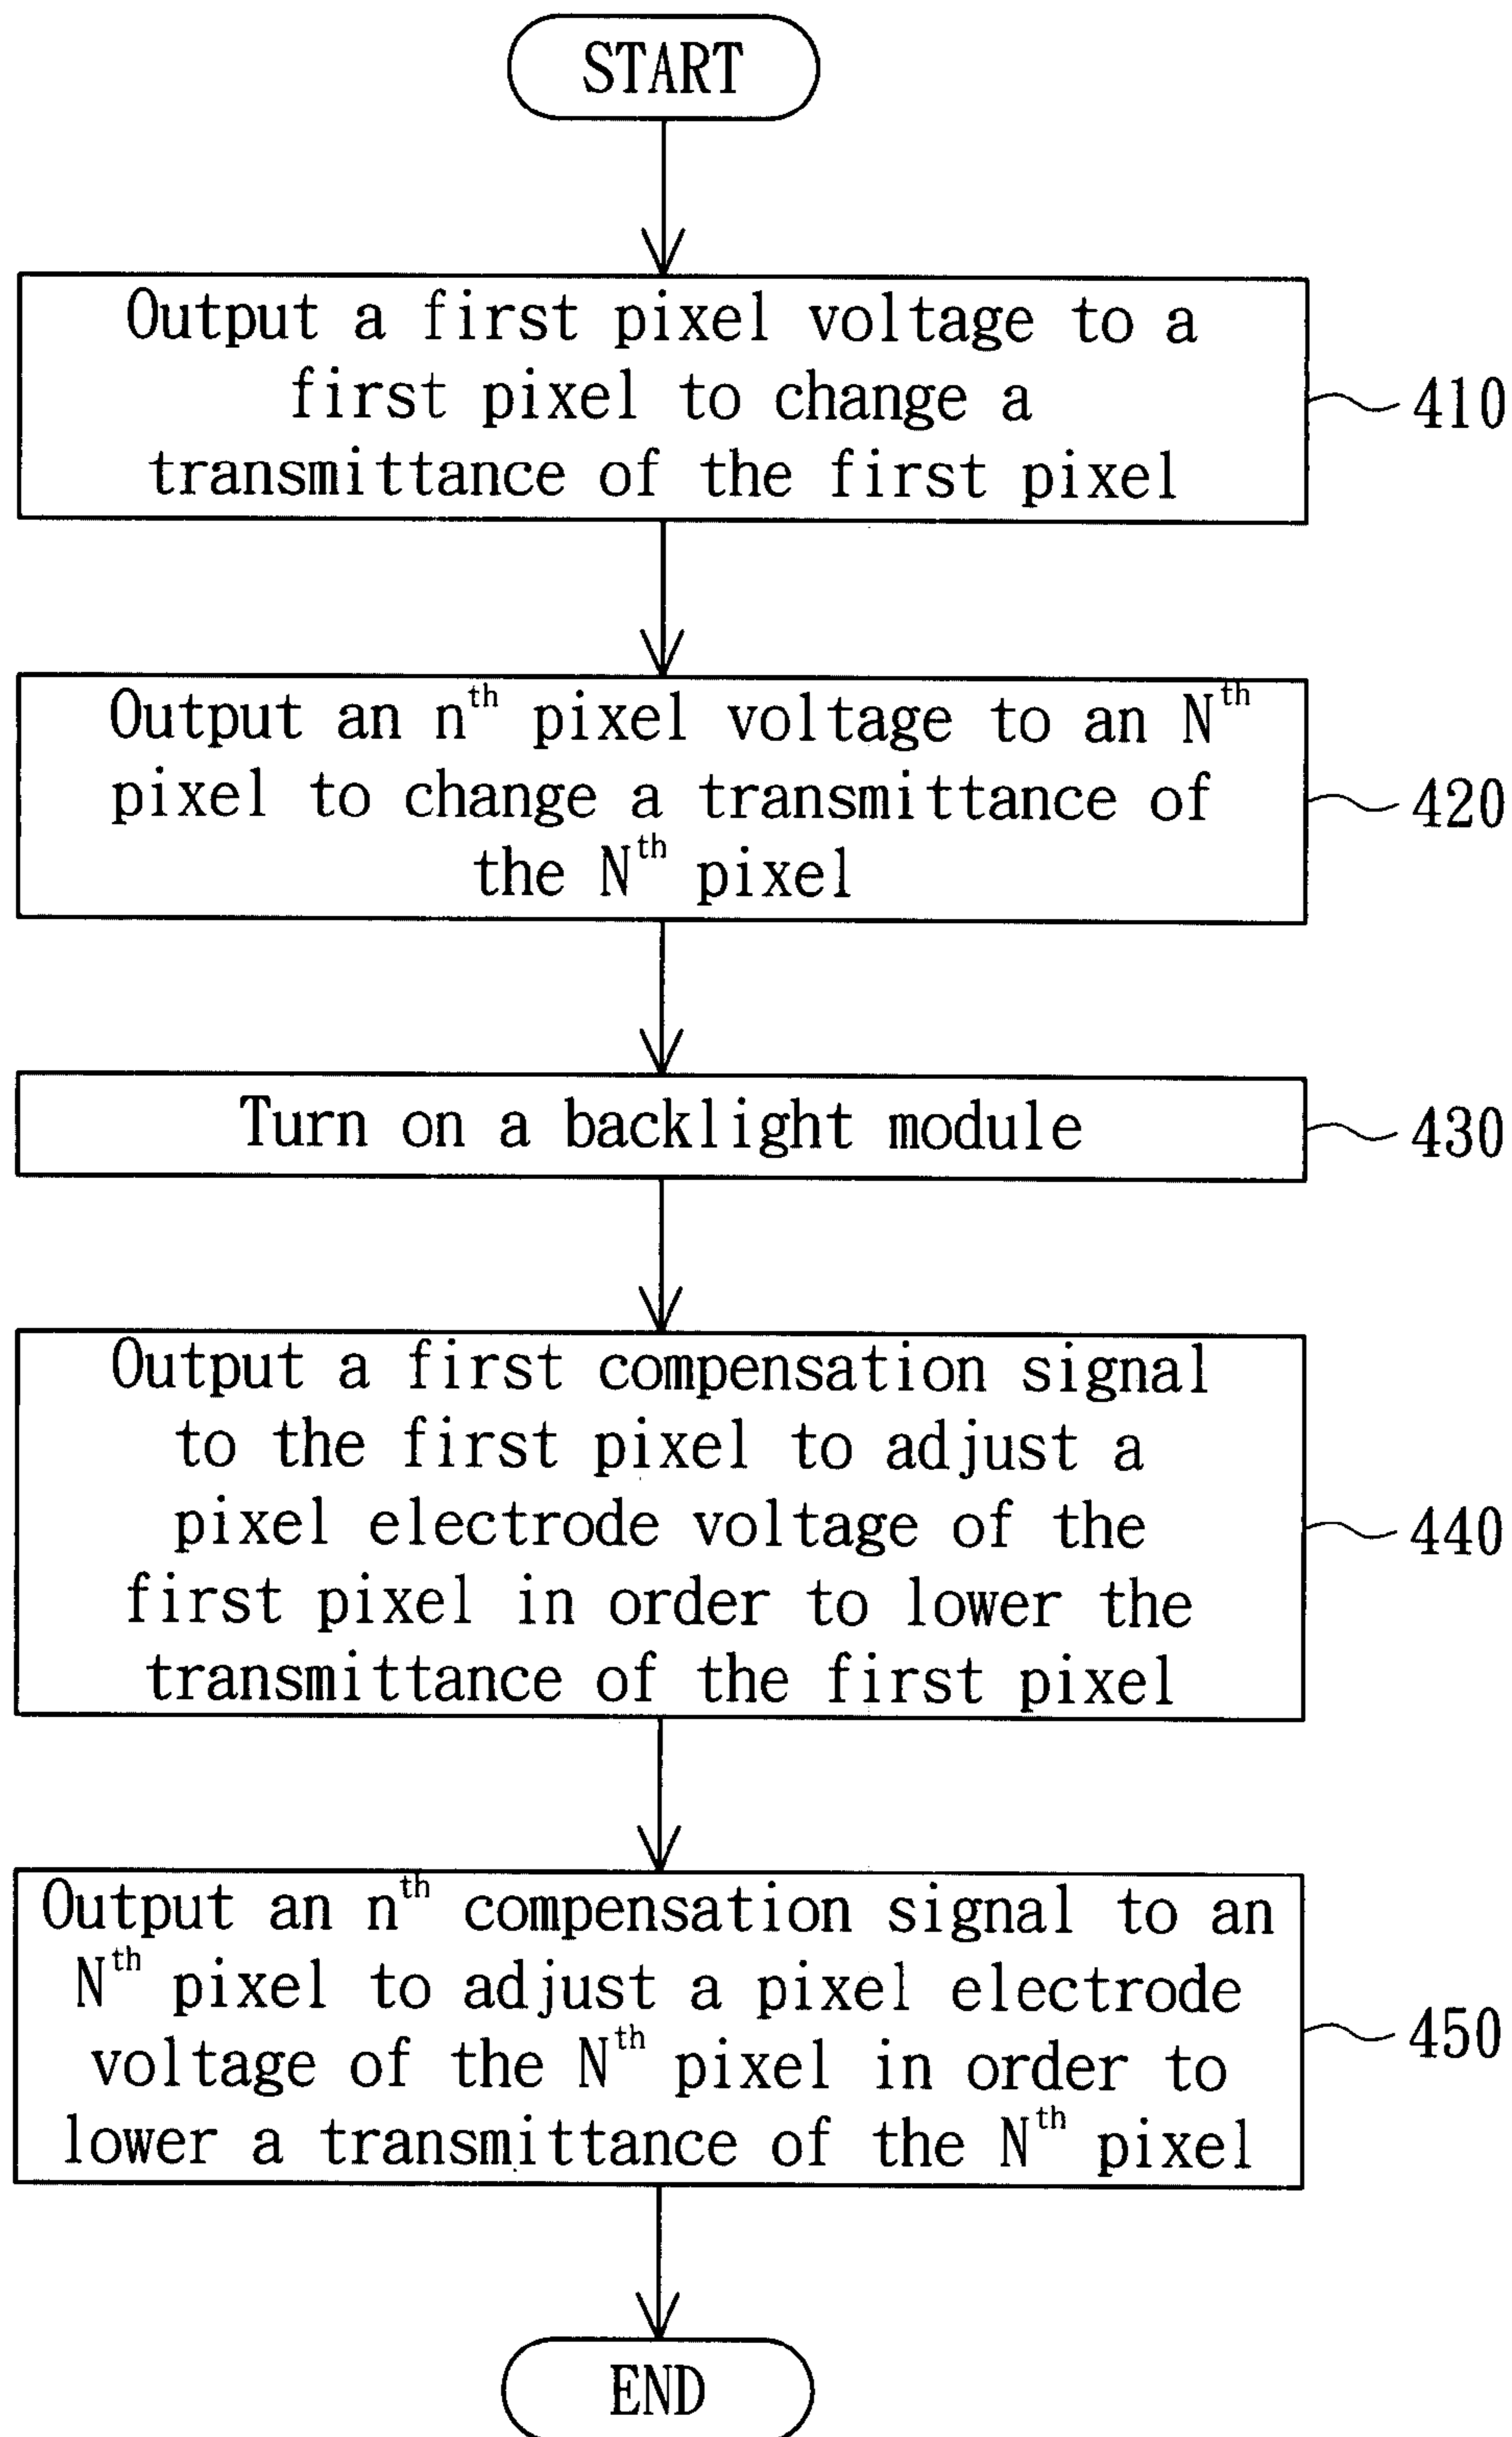 START
Output a first pixel voltage to a
first pixel to change a
transmittance of the first pixel
410
Output an nth pixel voltage to an Nth
pixel to change a transmittance of
the Nth pixel
420
Turn on a backlight module
430
Output a first compensation signal
to the first pixel to adjust a
pixel electrode voltage of the
first pixel in order to lower the
transmittance of the first pixel
440
Output an nth compensation signal to an
Nth pixel to adjust a pixel electrode
voltage of the Nth pixel in order to
lower a transmittance of the Nth pixel
450
END